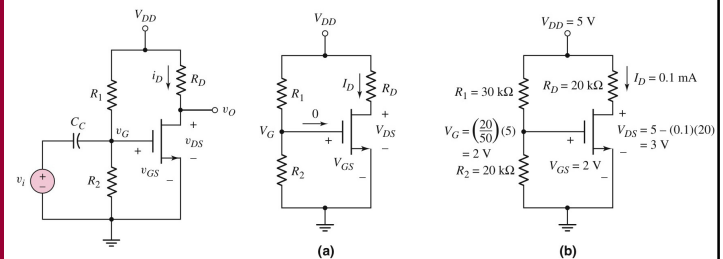 V_DD
i_D
R_D
R_1
v_O
C_C
v_G
+
+
v_DS
v_GS
−
−
v_i
+
−
R_2
V_DD
I_D
R_D
R_1
0
+
V_G
+
V_DS
V_GS
−
−
R_2
(a)
V_DD = 5 V
R_1 = 30 kΩ
R_D = 20 kΩ
I_D = 0.1 mA
+
V_G = (20/50)(5)
= 2 V
+
V_DS = 5 − (0.1)(20)
= 3 V
−
V_GS = 2 V
−
R_2 = 20 kΩ
(b)